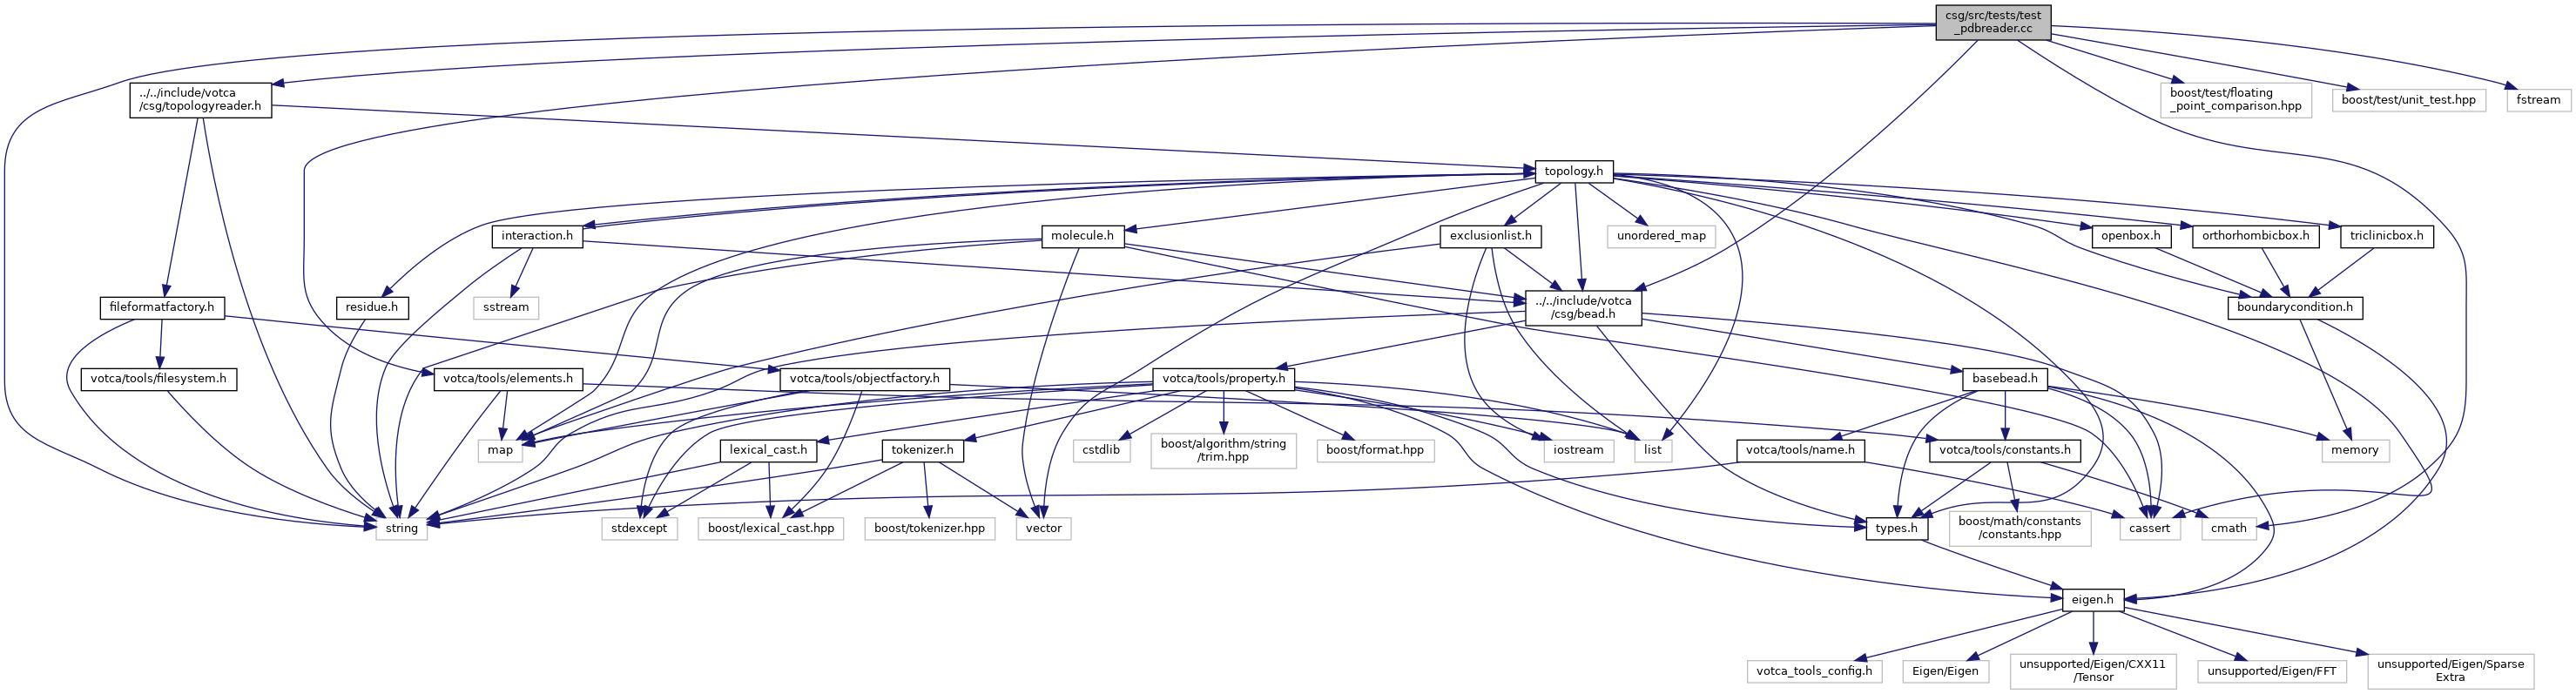 csg/src/tests/test
_pdbreader.cc
../../include/votca
/csg/topologyreader.h
boost/test/floating
_point_comparison.hpp
boost/test/unit_test.hpp
fstream
topology.h
interaction.h
molecule.h
exclusionlist.h
unordered_map
openbox.h
orthorhombicbox.h
triclinicbox.h
fileformatfactory.h
residue.h
sstream
../../include/votca
/csg/bead.h
boundarycondition.h
votca/tools/filesystem.h
votca/tools/elements.h
votca/tools/objectfactory.h
votca/tools/property.h
basebead.h
map
lexical_cast.h
tokenizer.h
cstdlib
boost/algorithm/string
/trim.hpp
boost/format.hpp
iostream
list
votca/tools/name.h
votca/tools/constants.h
memory
string
stdexcept
boost/lexical_cast.hpp
boost/tokenizer.hpp
vector
types.h
boost/math/constants
/constants.hpp
cassert
cmath
eigen.h
votca_tools_config.h
Eigen/Eigen
unsupported/Eigen/CXX11
/Tensor
unsupported/Eigen/FFT
unsupported/Eigen/Sparse
Extra